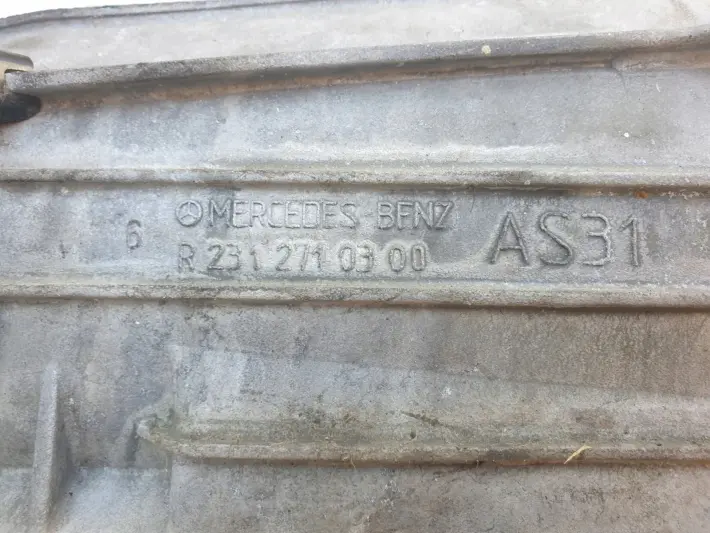 MERCEDES BENZ AS31
6
R 231 271 03 00